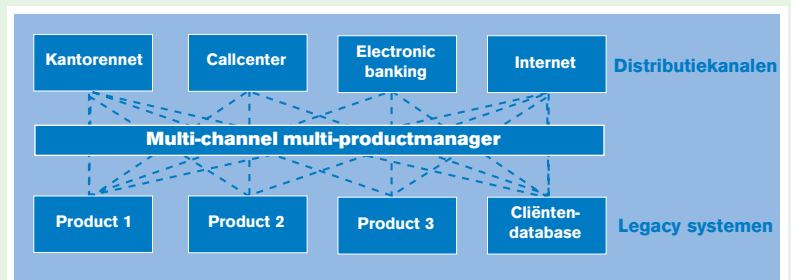 Kantorennet
Callcenter
Electronic
banking
Internet
Distributiekanalen
Multi-channel multi-productmanager
Product 1
Product 2
Product 3
Cliënten-
database
Legacy systemen